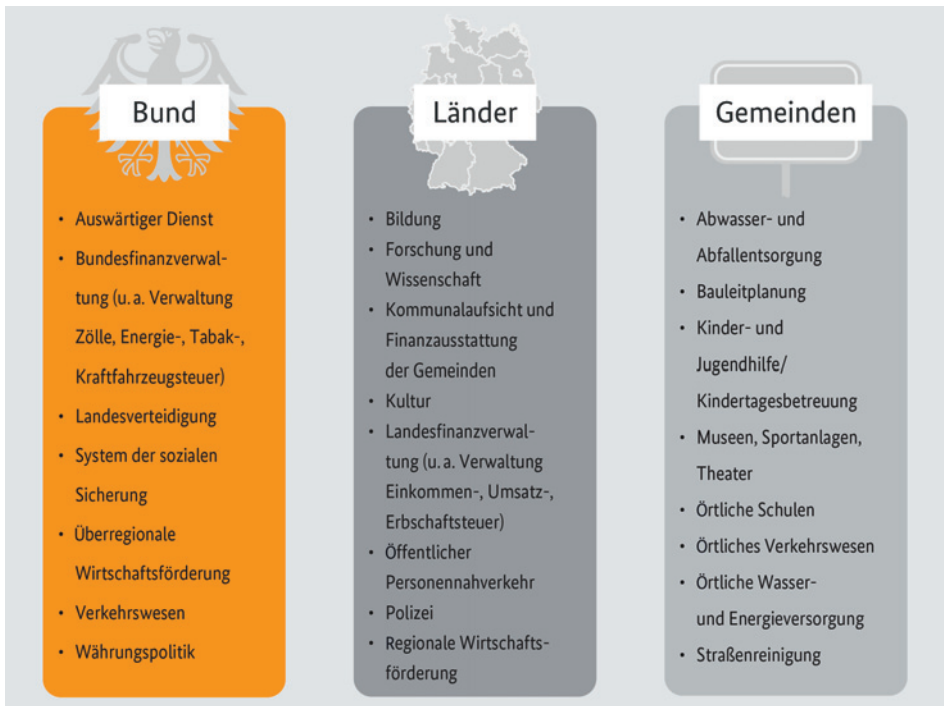 Bund
• Auswärtiger Dienst
• Bundesfinanzverwal-
tung (u. a. Verwaltung
Zölle, Energie-, Tabak-,
Kraftfahrzeugsteuer)
• Landesverteidigung
• System der sozialen
Sicherung
• Überregionale
Wirtschaftsförderung
• Verkehrswesen
• Währungspolitik
Länder
• Bildung
• Forschung und
Wissenschaft
• Kommunalaufsicht und
Finanzausstattung
der Gemeinden
• Kultur
• Landesfinanzverwal-
tung (u. a. Verwaltung
Einkommen-, Umsatz-,
Erbschaftsteuer)
• Öffentlicher
Personennahverkehr
• Polizei
• Regionale Wirtschafts-
förderung
Gemeinden
• Abwasser- und
Abfallentsorgung
• Bauleitplanung
• Kinder- und
Jugendhilfe/
Kindertagesbetreuung
• Museen, Sportanlagen,
Theater
• Örtliche Schulen
• Örtliches Verkehrswesen
• Örtliche Wasser-
und Energieversorgung
• Straßenreinigung